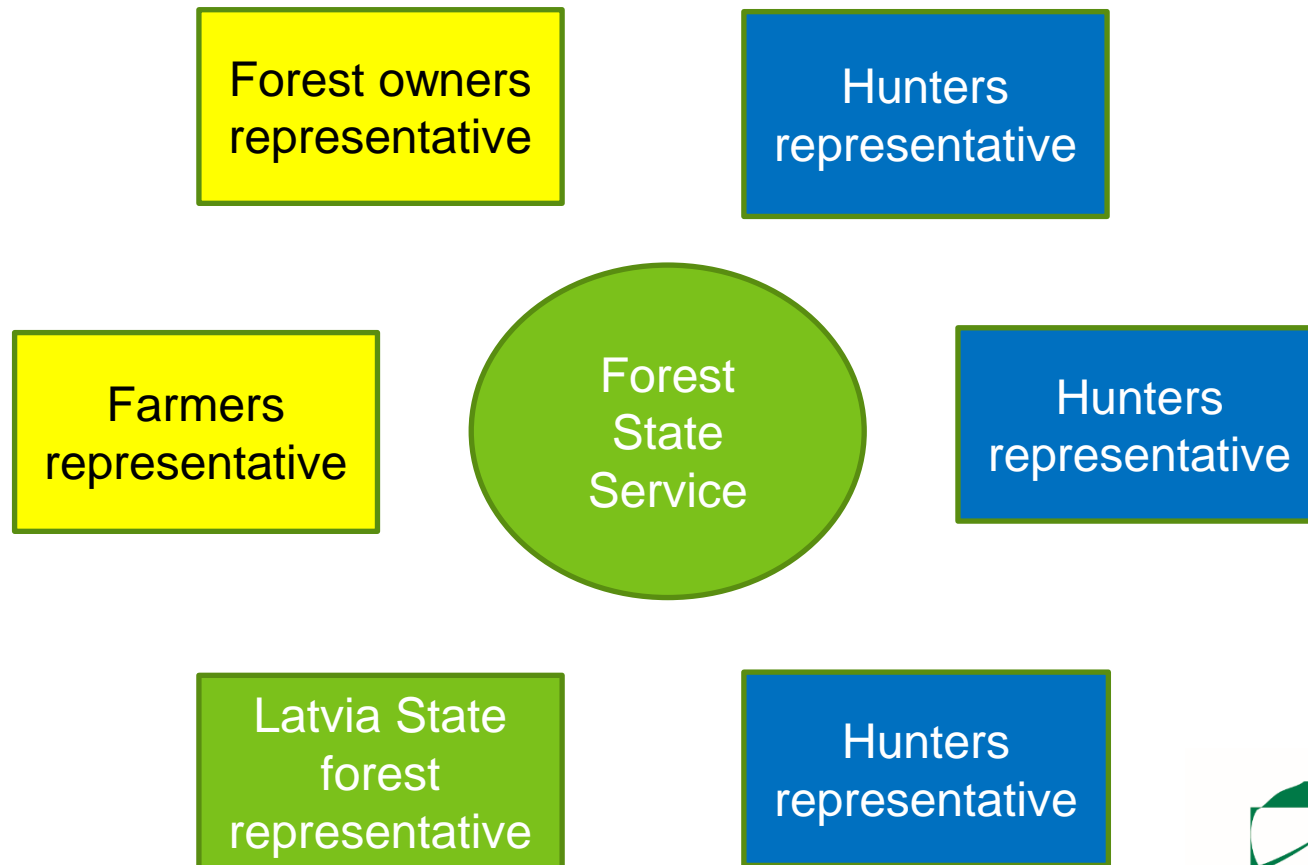 Forest owners
representative
Hunters
representative
Farmers
representative
Forest
State
Service
Hunters
representative
Latvia State
forest
representative
Hunters
representative